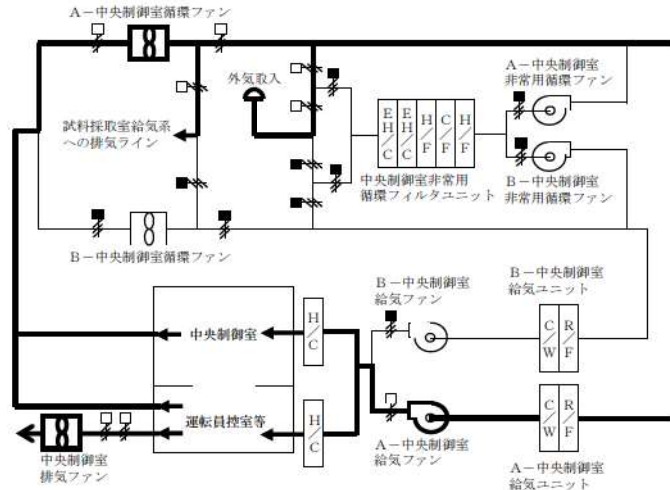 A－中央制御室循環ファン
外気取入
A－中央制御室
非常用循環ファン
試料採取室給気系
への排気ライン
E
H
/
C
E
H
/
C
H
/
F
C
/
F
H
/
F
中央制御室非常用
循環フィルタユニット
B－中央制御室
非常用循環ファン
B－中央制御室循環ファン
B－中央制御室
給気ファン
B－中央制御室
給気ユニット
C
/
W
R
/
F
中央制御室
H
/
C
運転員控室等
H
/
C
中央制御室
排気ファン
A－中央制御室
給気ファン
C
/
W
R
/
F
A－中央制御室
給気ユニット